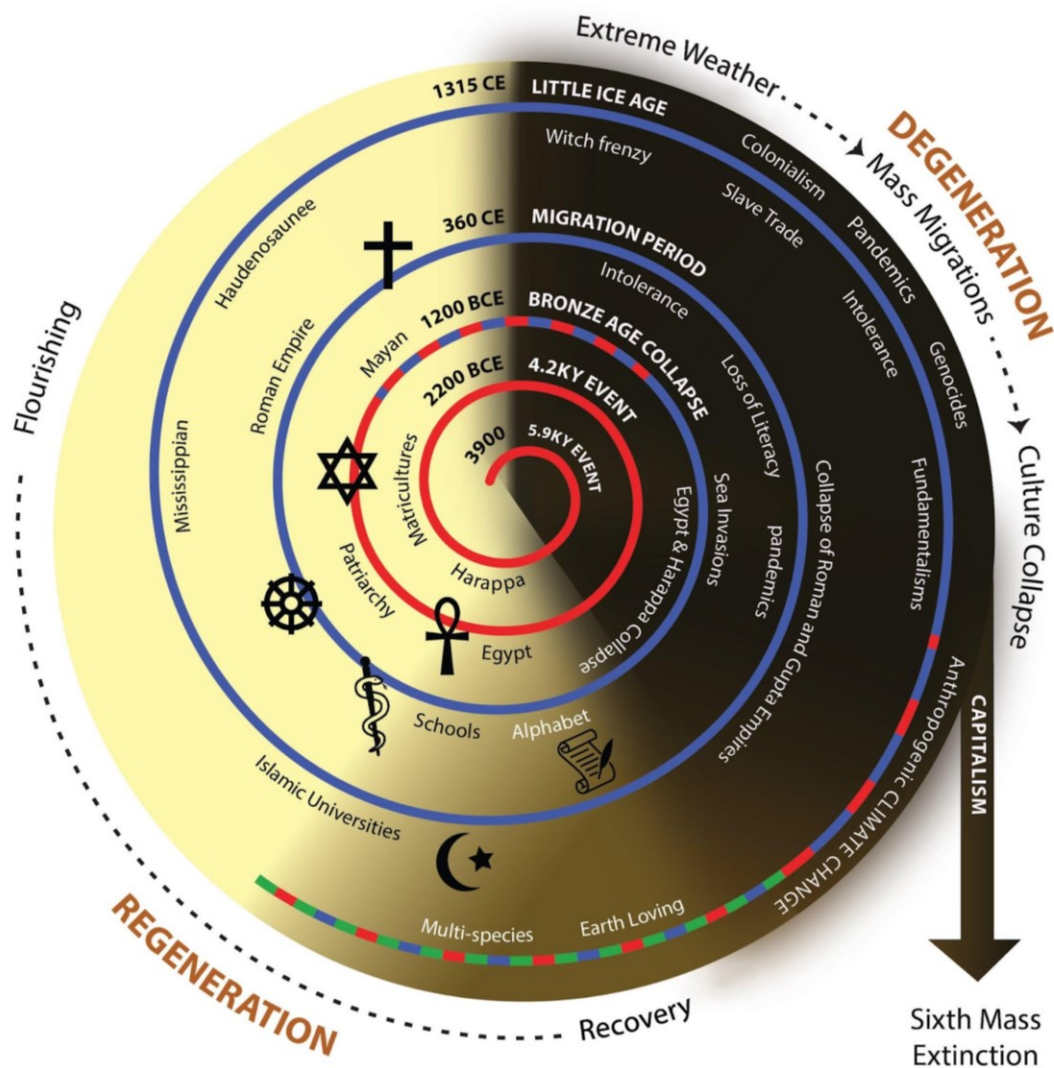 Extreme Weather
DEGENERATION
Mass Migrations
Culture Collapse
1315 CE
LITTLE ICE AGE
Witch frenzy
Colonialism
Slave Trade
Pandemics
Intolerance
Genocides
Fundamentalisms
Anthropogenic CLIMATE CHANGE
CAPITALISM
Sixth Mass
Extinction
360 CE
MIGRATION PERIOD
Intolerance
Loss of Literacy
pandemics
Collapse of Roman and Gupta Empires
1200 BCE
BRONZE AGE COLLAPSE
Sea Invasions
Egypt & Harappa Collapse
2200 BCE
4.2KY EVENT
3900
5.9KY EVENT
Harappa
Matricultures
Egypt
Patriarchy
Mayan
Alphabet
Schools
Roman Empire
Islamic Universities
Mississippian
Haudenosaunee
Earth Loving
Multi-species
Recovery
REGENERATION
Flourishing